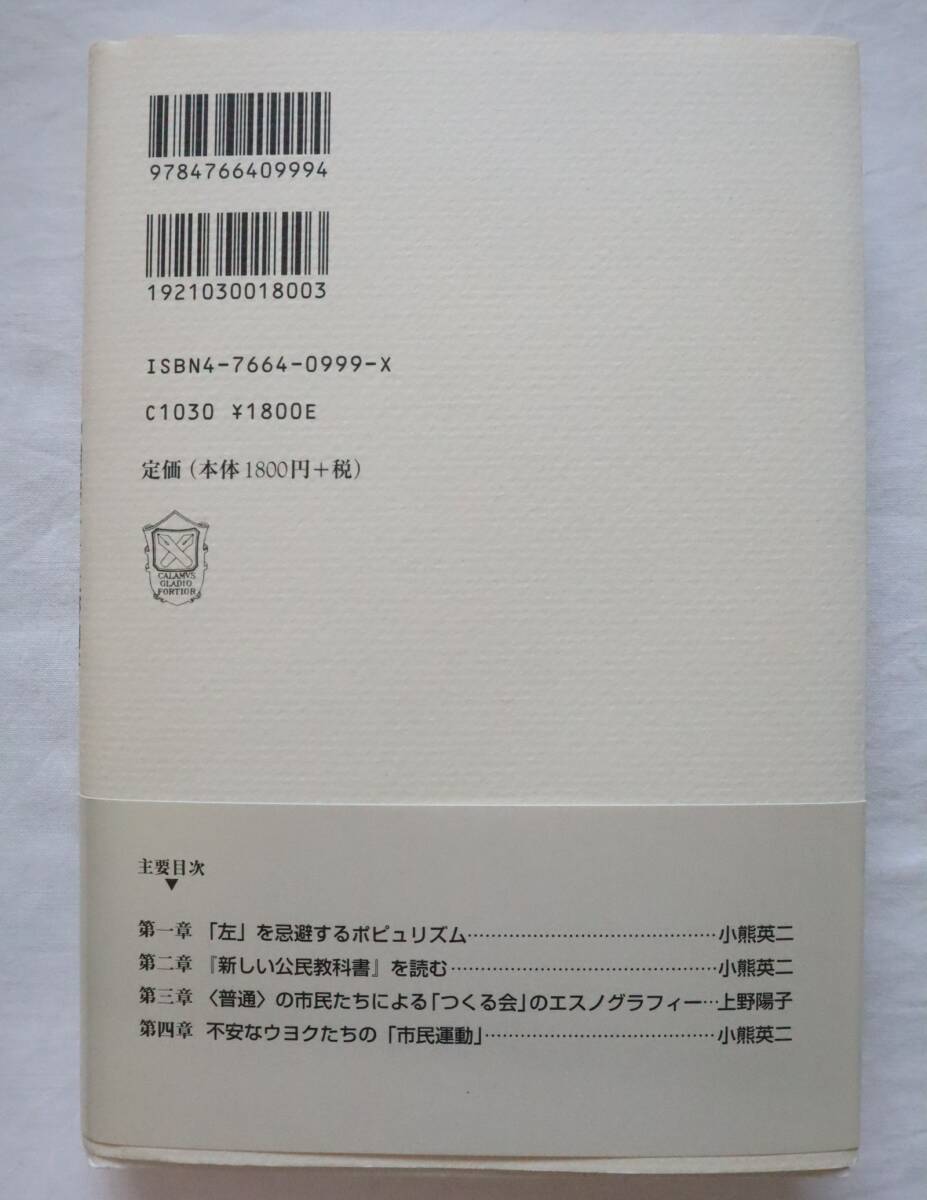 9784766409994
1921030018003
ISBN4-7664-0999-X
C1030 ¥1800E
定価(本体1800円+税)
CALAMVS
GLADIO
FORTIOR
主要目次
▼
第一章 「左」を忌避するポピュリズム……………………………………小熊英二
第二章 『新しい公民教科書』を読む………………………………………小熊英二
第三章 〈普通〉の市民たちによる「つくる会」のエスノグラフィー…上野陽子
第四章 不安なウヨクたちの「市民運動」…………………………………小熊英二